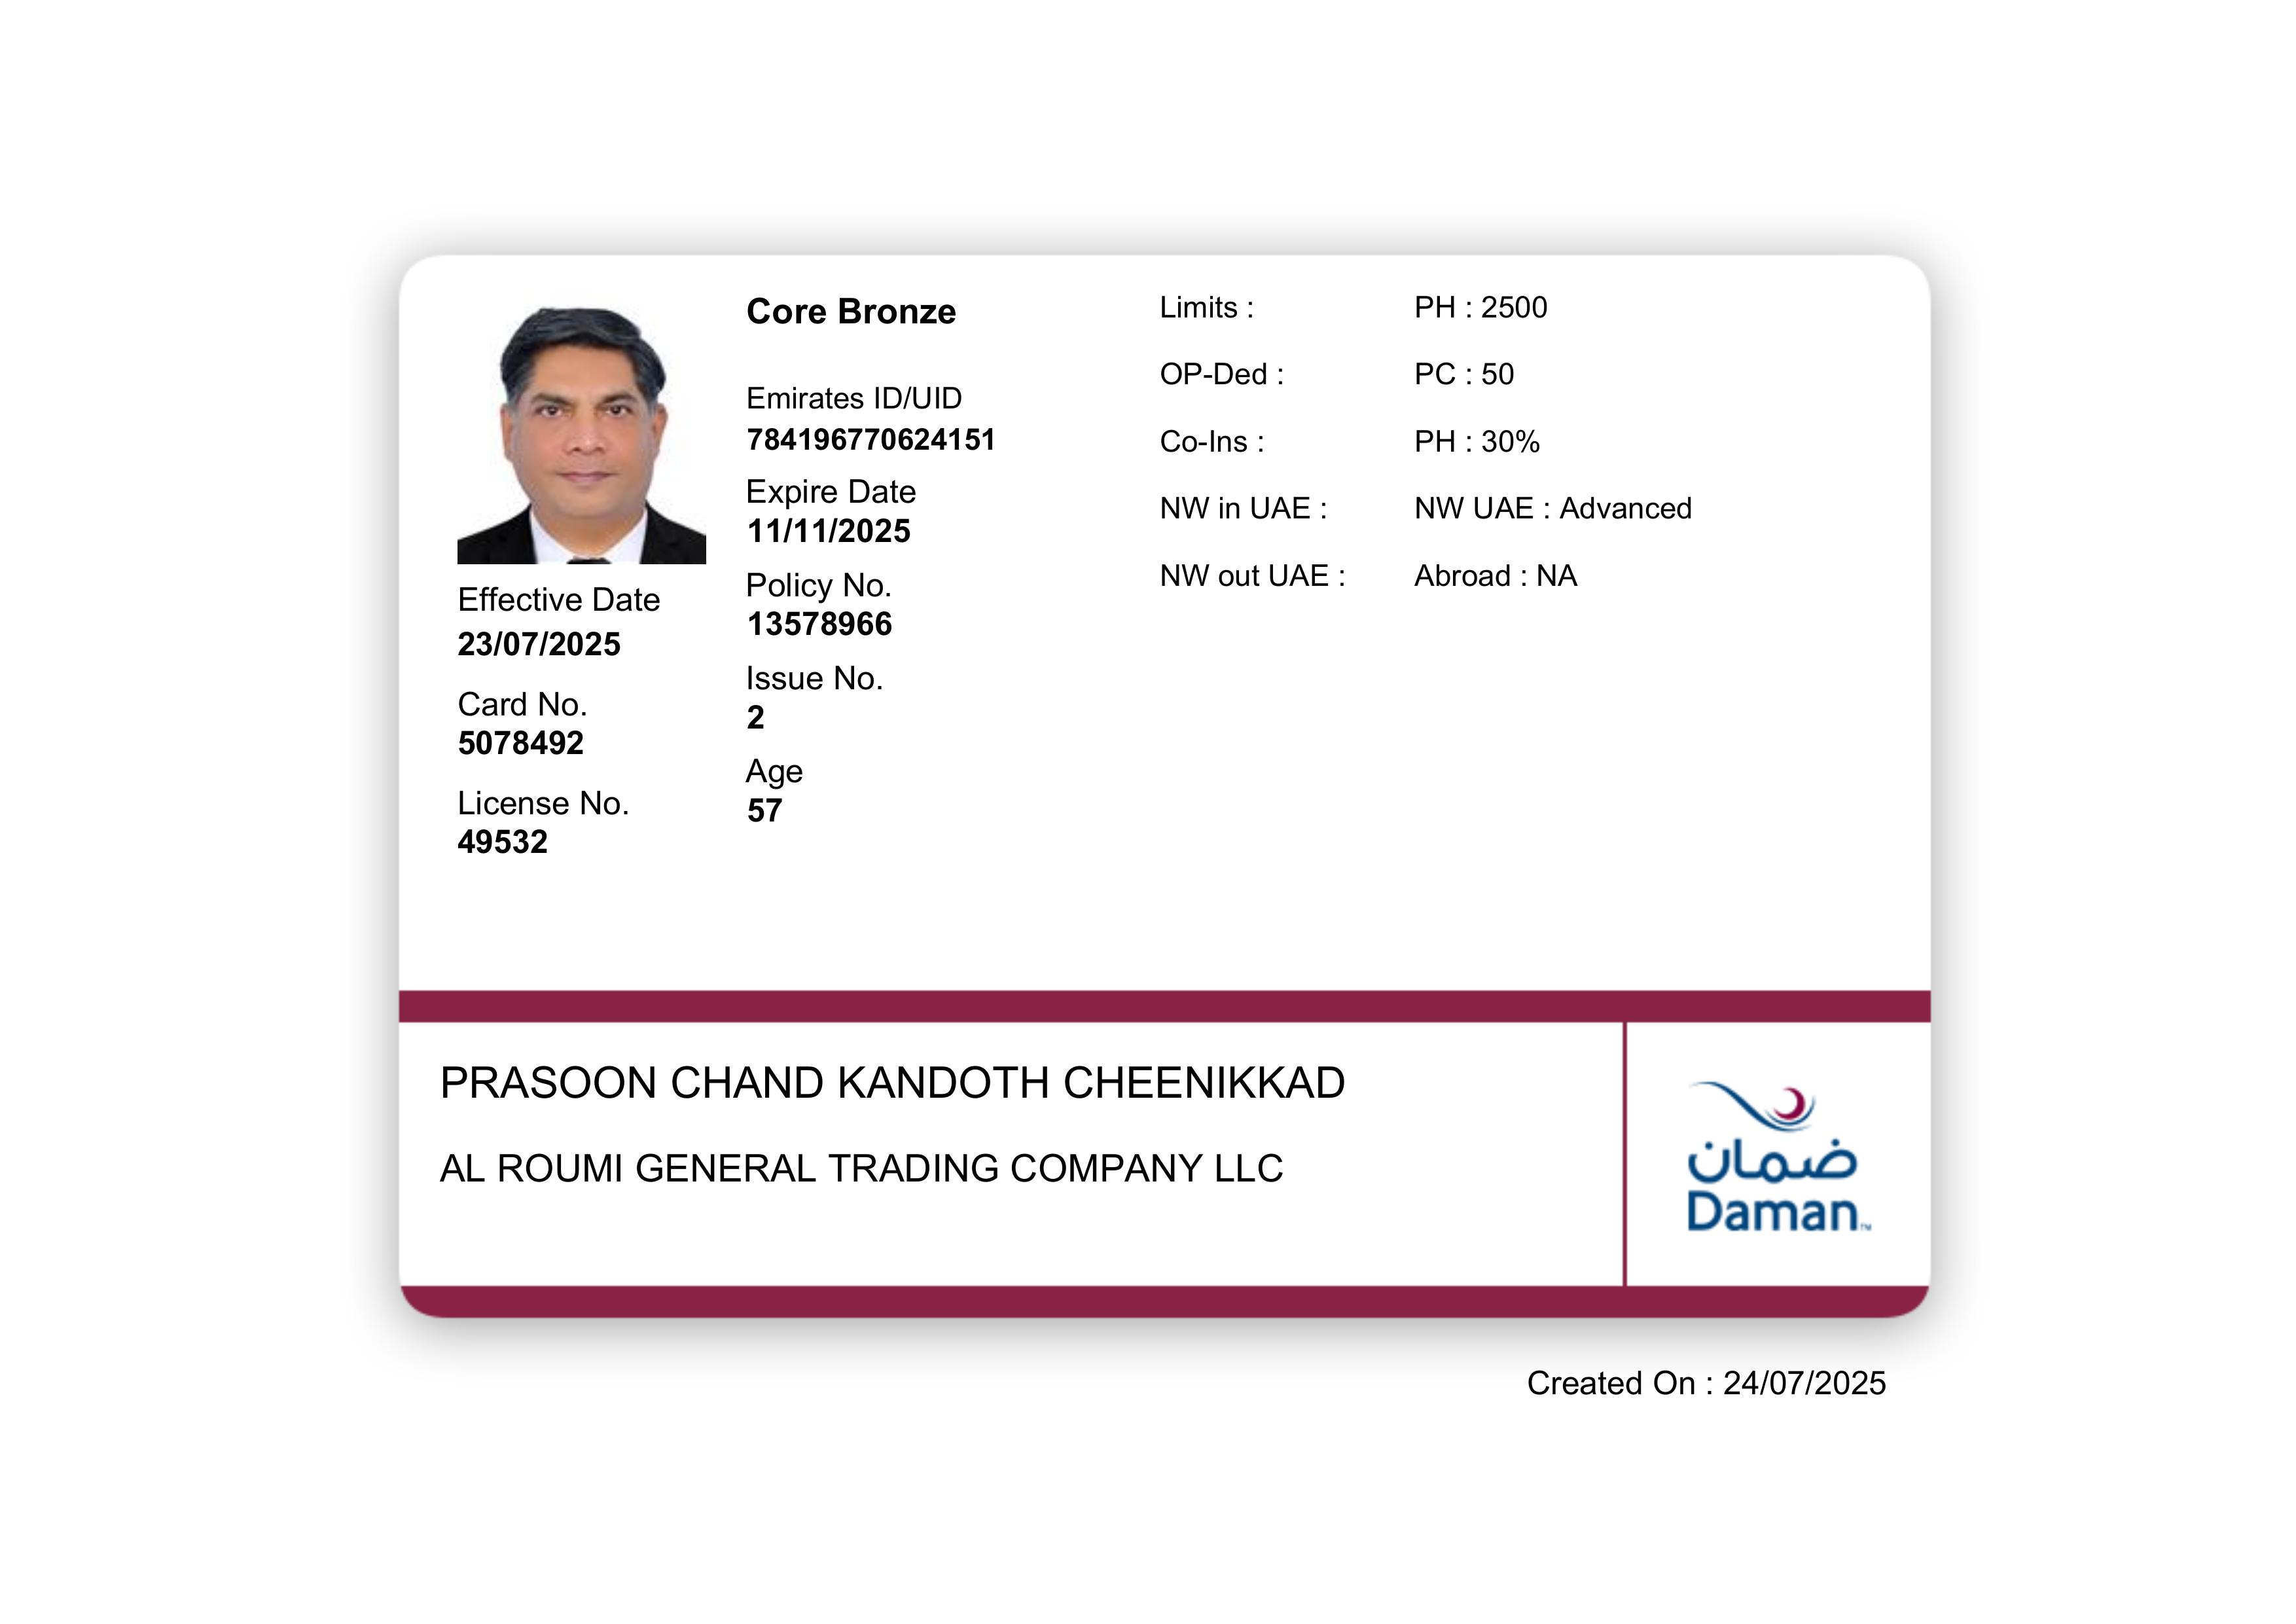 Core Bronze
Emirates ID/UID
784196770624151
Expire Date
11/11/2025
Policy No.
13578966
Issue No.
2
Age
57
Effective Date
23/07/2025
Card No.
5078492
License No.
49532
Limits : PH : 2500
OP-Ded : PC : 50
Co-Ins : PH : 30%
NW in UAE : NW UAE : Advanced
NW out UAE : Abroad : NA
PRASOON CHAND KANDOTH CHEENIKKAD
AL ROUMI GENERAL TRADING COMPANY LLC
ضمان
Daman™
Created On : 24/07/2025